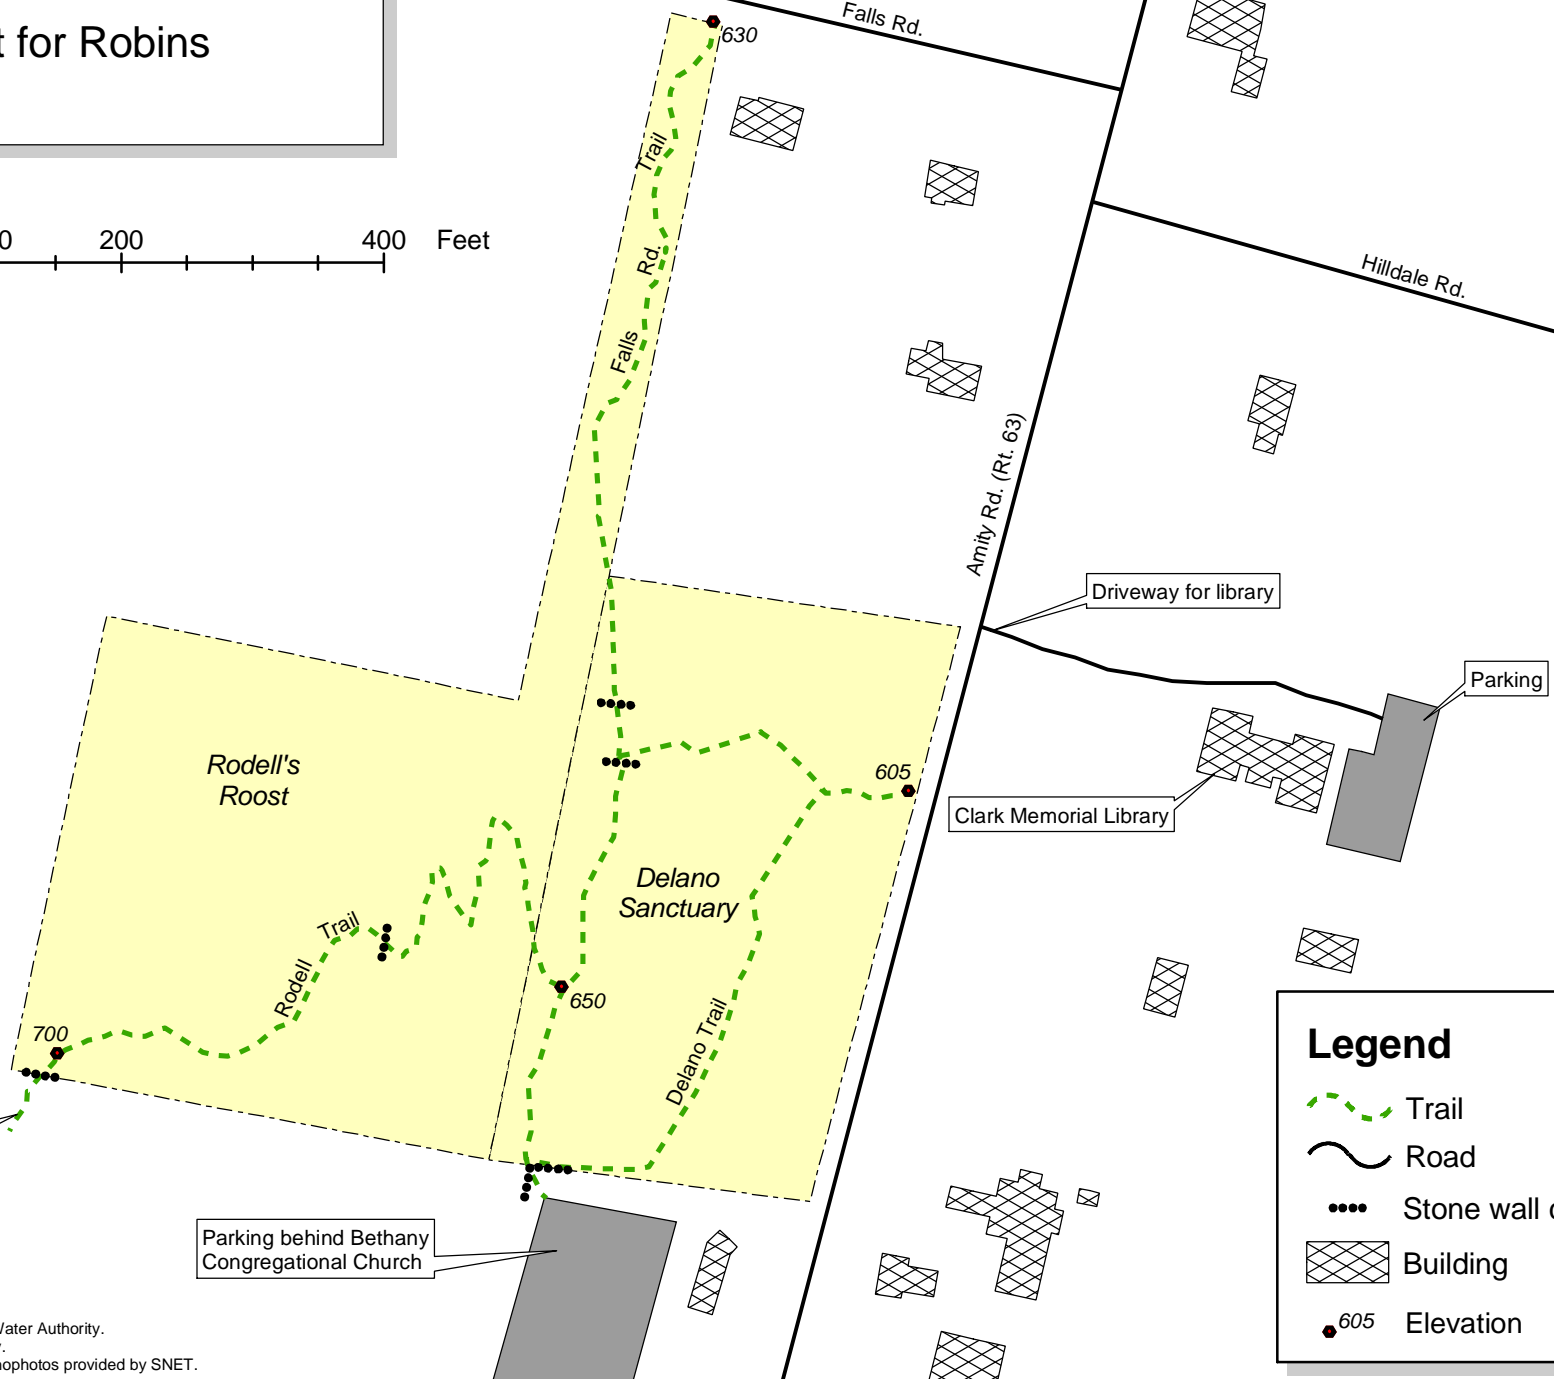 t for Robins
0 200 400 Feet
630
Falls Rd.
Hilldale Rd.
Trail
Rd.
Falls
Amity Rd. (Rt. 63)
Driveway for library
Parking
Rodell's
Roost
605
Clark Memorial Library
Delano
Sanctuary
Trail
Rodell
650
700
Delano Trail
Parking behind Bethany
Congregational Church
Legend
Trail
Road
Stone wall
Building
605 Elevation
Water Authority.
nophotos provided by SNET.